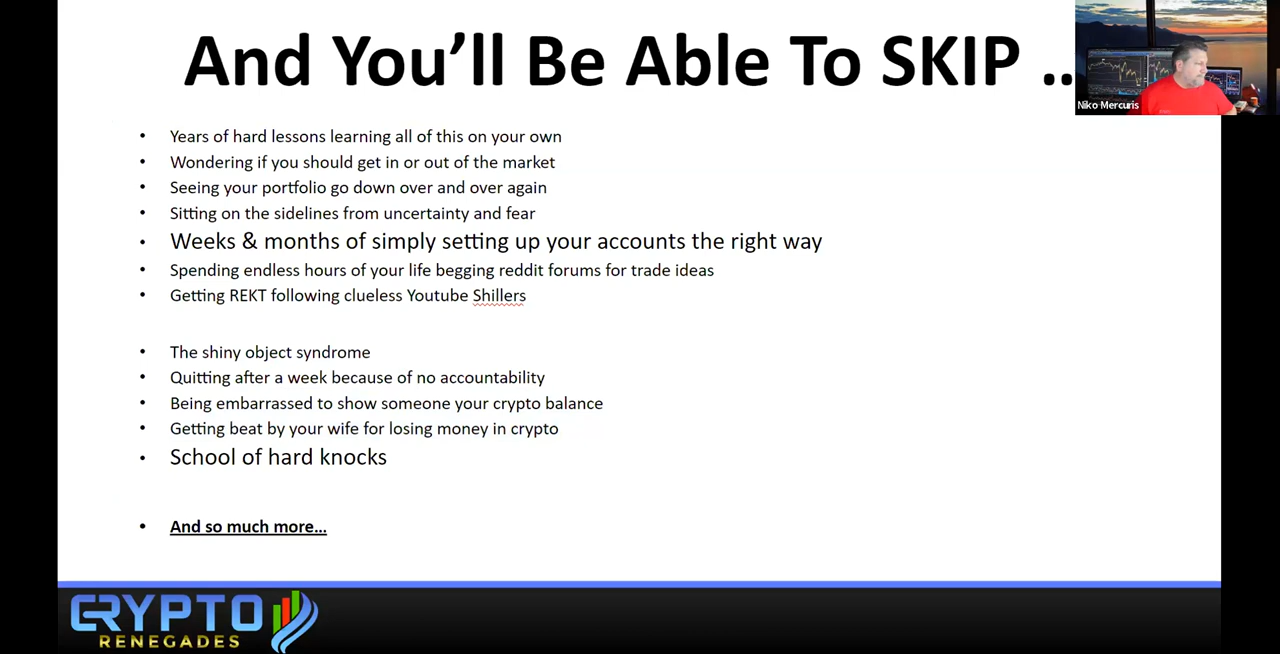 And You'll Be Able To SKIP ..
Niko Mercuris
• Years of hard lessons learning all of this on your own
• Wondering if you should get in or out of the market
• Seeing your portfolio go down over and over again
• Sitting on the sidelines from uncertainty and fear
• Weeks & months of simply setting up your accounts the right way
• Spending endless hours of your life begging reddit forums for trade ideas
• Getting REKT following clueless Youtube Shillers
• The shiny object syndrome
• Quitting after a week because of no accountability
• Being embarrassed to show someone your crypto balance
• Getting beat by your wife for losing money in crypto
• School of hard knocks
• And so much more...
CRYPTO
RENEGADES